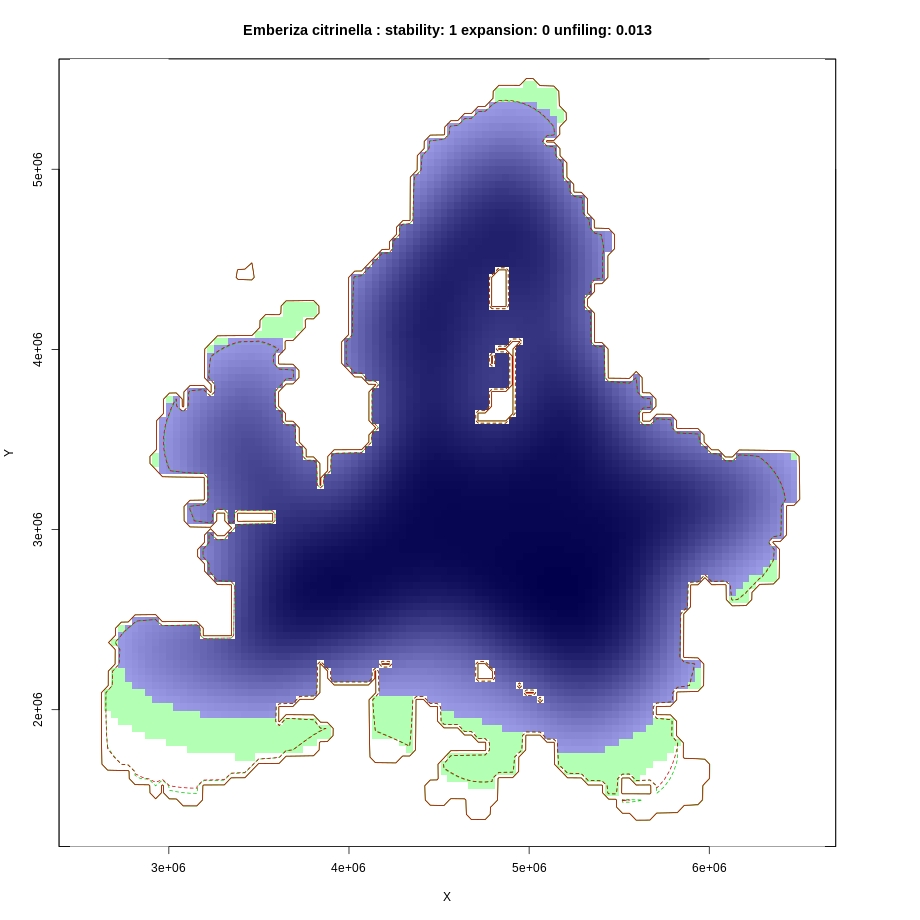 Emberiza citrinella : stability: 1 expansion: 0 unfiling: 0.013
5e+06
4e+06
Y
3e+06
2e+06
3e+06 4e+06 5e+06 6e+06
X